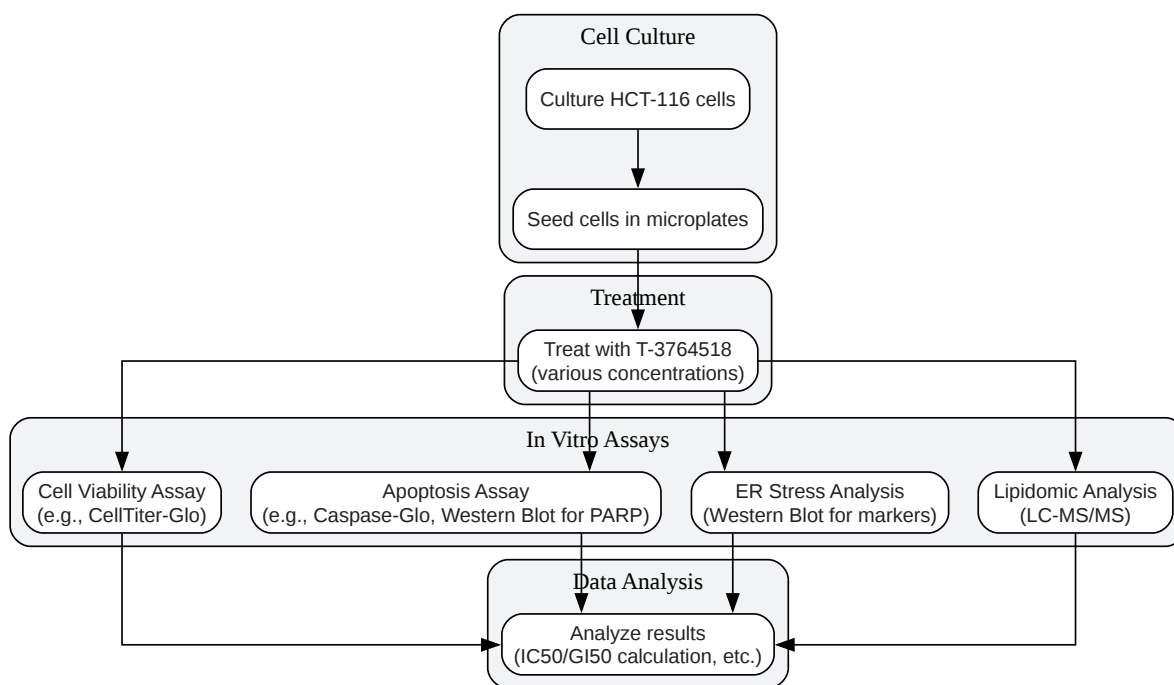 Cell Culture
Culture HCT-116 cells
Seed cells in microplates
Treatment
Treat with T-3764518
(various concentrations)
In Vitro Assays
Cell Viability Assay
(e.g., CellTiter-Glo)
Apoptosis Assay
(e.g., Caspase-Glo, Western Blot for PARP)
ER Stress Analysis
(Western Blot for markers)
Lipidomic Analysis
(LC-MS/MS)
Data Analysis
Analyze results
(IC50/GI50 calculation, etc.)